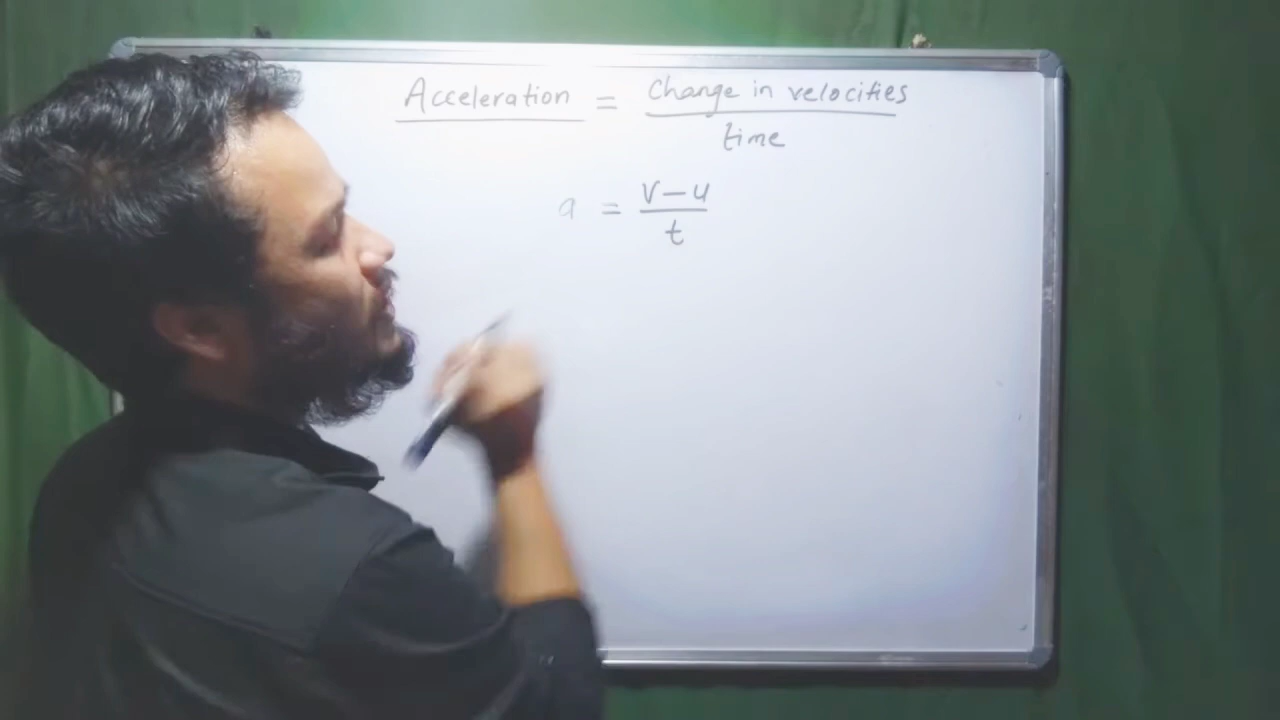 Acceleration = Change in velocities
time
a = v-u
t